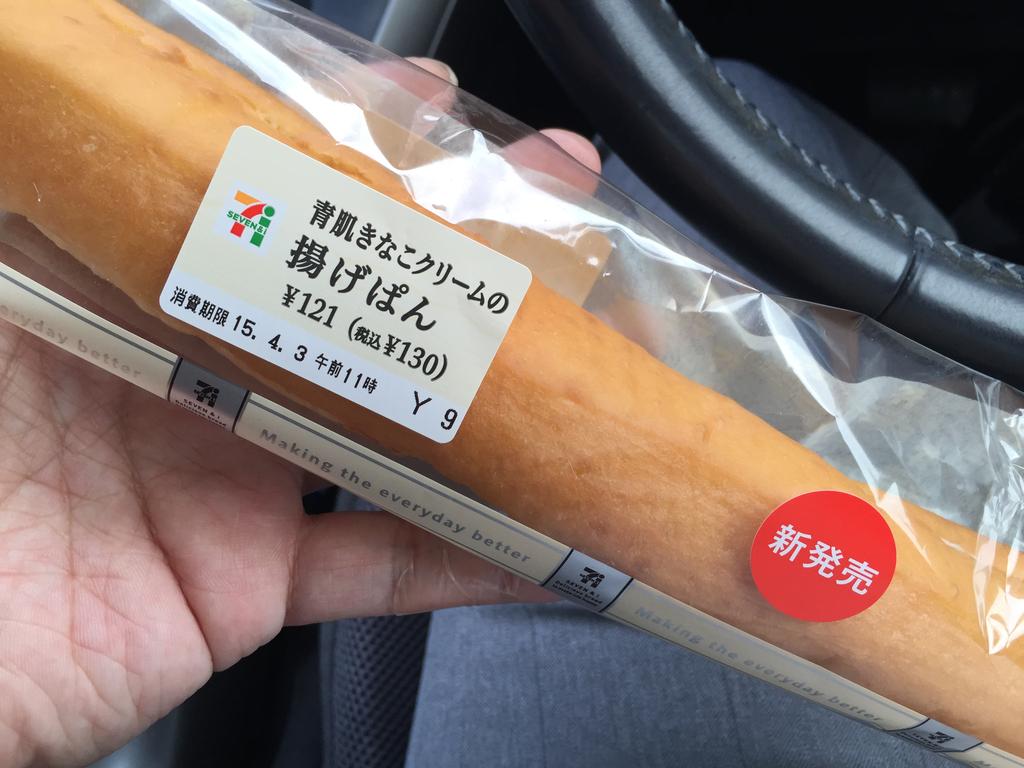 SEVEN&i
青肌きなこクリームの
揚げぱん
¥121 (税込¥130)
消費期限 15. 4. 3 午前11時 Y 9
新発売
everyday better
SEVEN & i
Making the everyday better
SEVEN & i
Making the everyday better